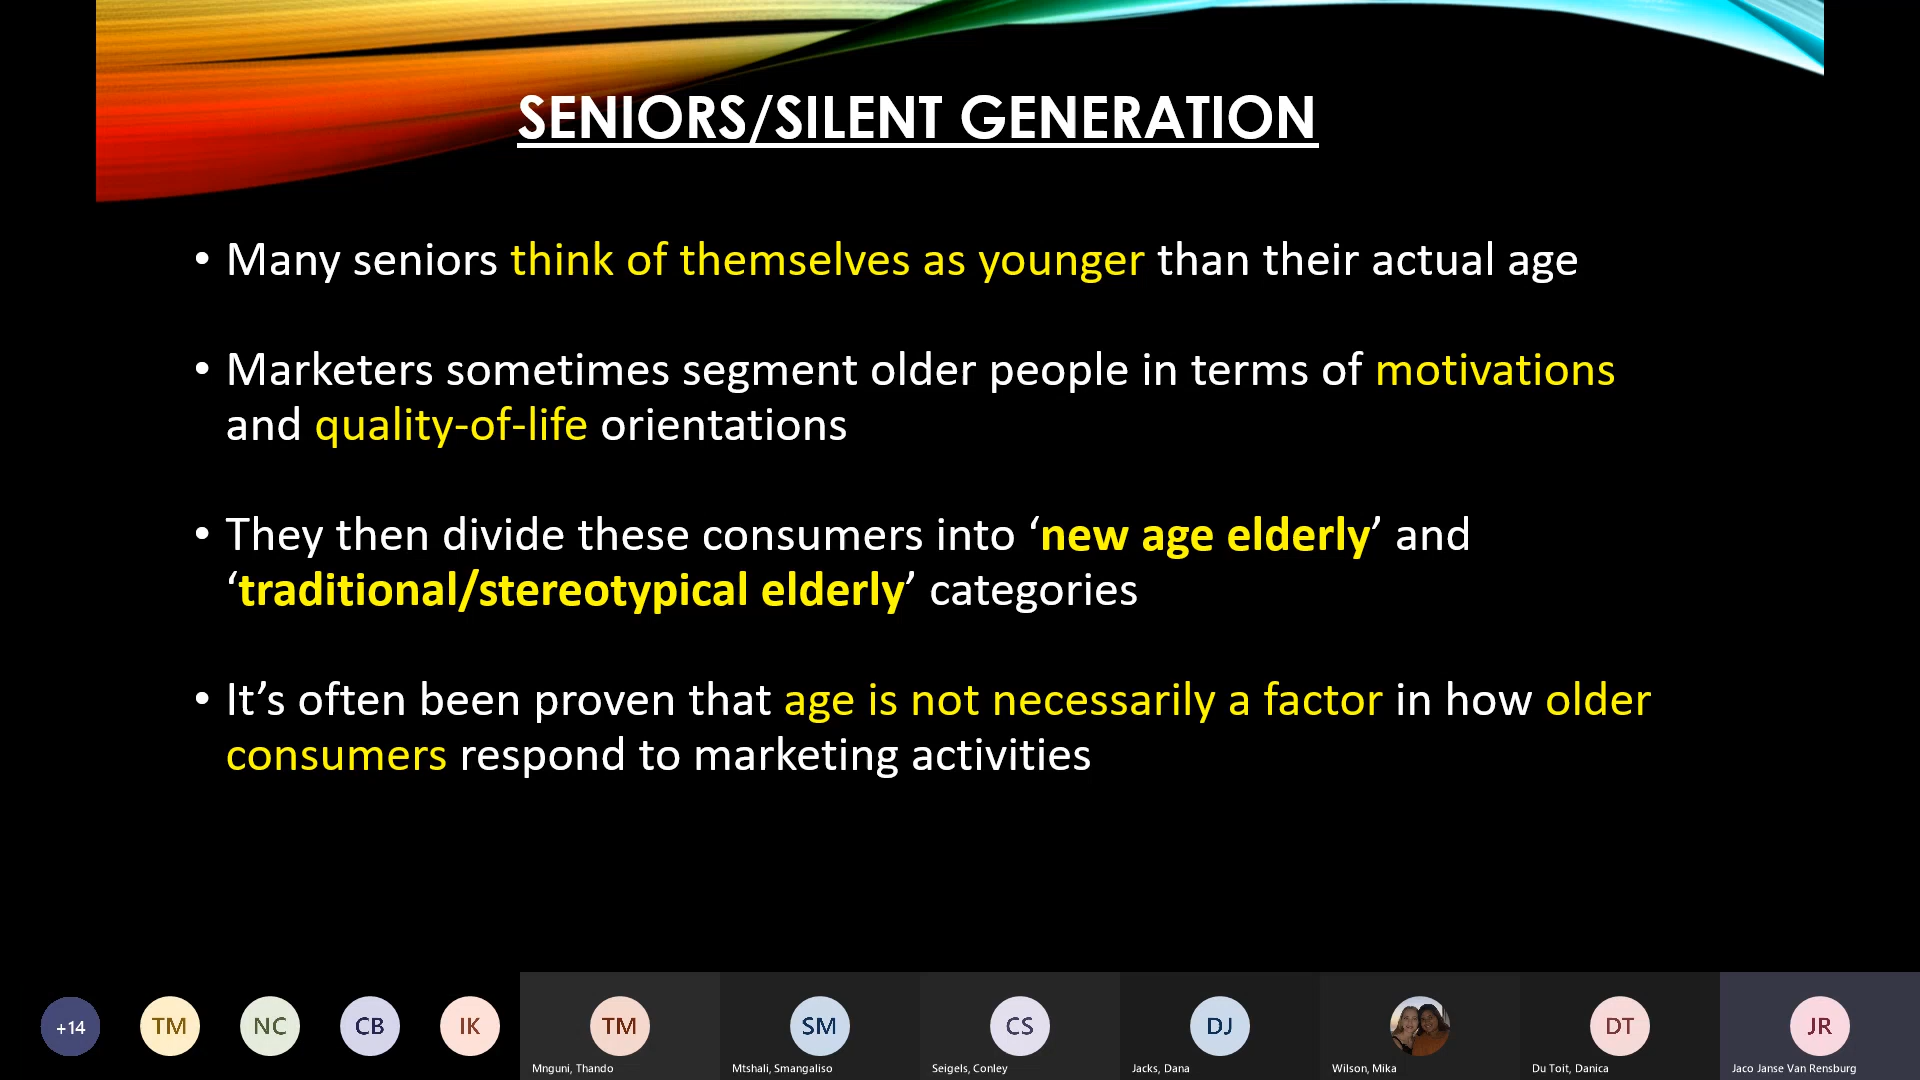 SENIORS/SILENT GENERATION
• Many seniors think of themselves as younger than their actual age
• Marketers sometimes segment older people in terms of motivations
and quality-of-life orientations
• They then divide these consumers into ‘new age elderly’ and
‘traditional/stereotypical elderly’ categories
• It’s often been proven that age is not necessarily a factor in how older
consumers respond to marketing activities
+14
TM
NC
CB
IK
TM
Mnguni, Thando
SM
Mtshali, Smangaliso
CS
Seigels, Conley
DJ
Jacks, Dana
Wilson, Mika
DT
Du Toit, Danica
JR
Jaco Janse Van Rensburg